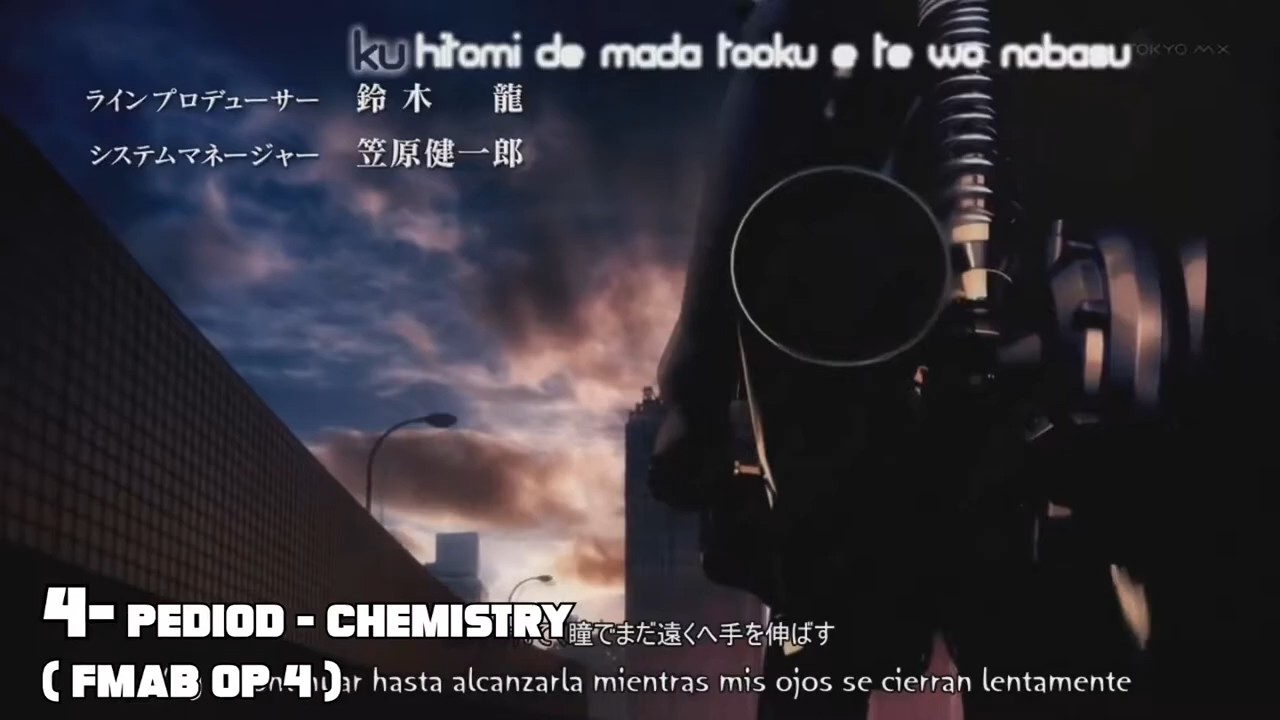 ku hitomi de mada tooku e te wo nobasu
TOKYO MX
ラインプロデューサー 鈴木 龍
システムマネージャー 笠原健一郎
4- PEDIOD - CHEMISTRY
瞳でまだ遠くへ手を伸ばす
( FMAB OP 4 )
hasta alcanzarla mientras mis ojos se cierran lentamente